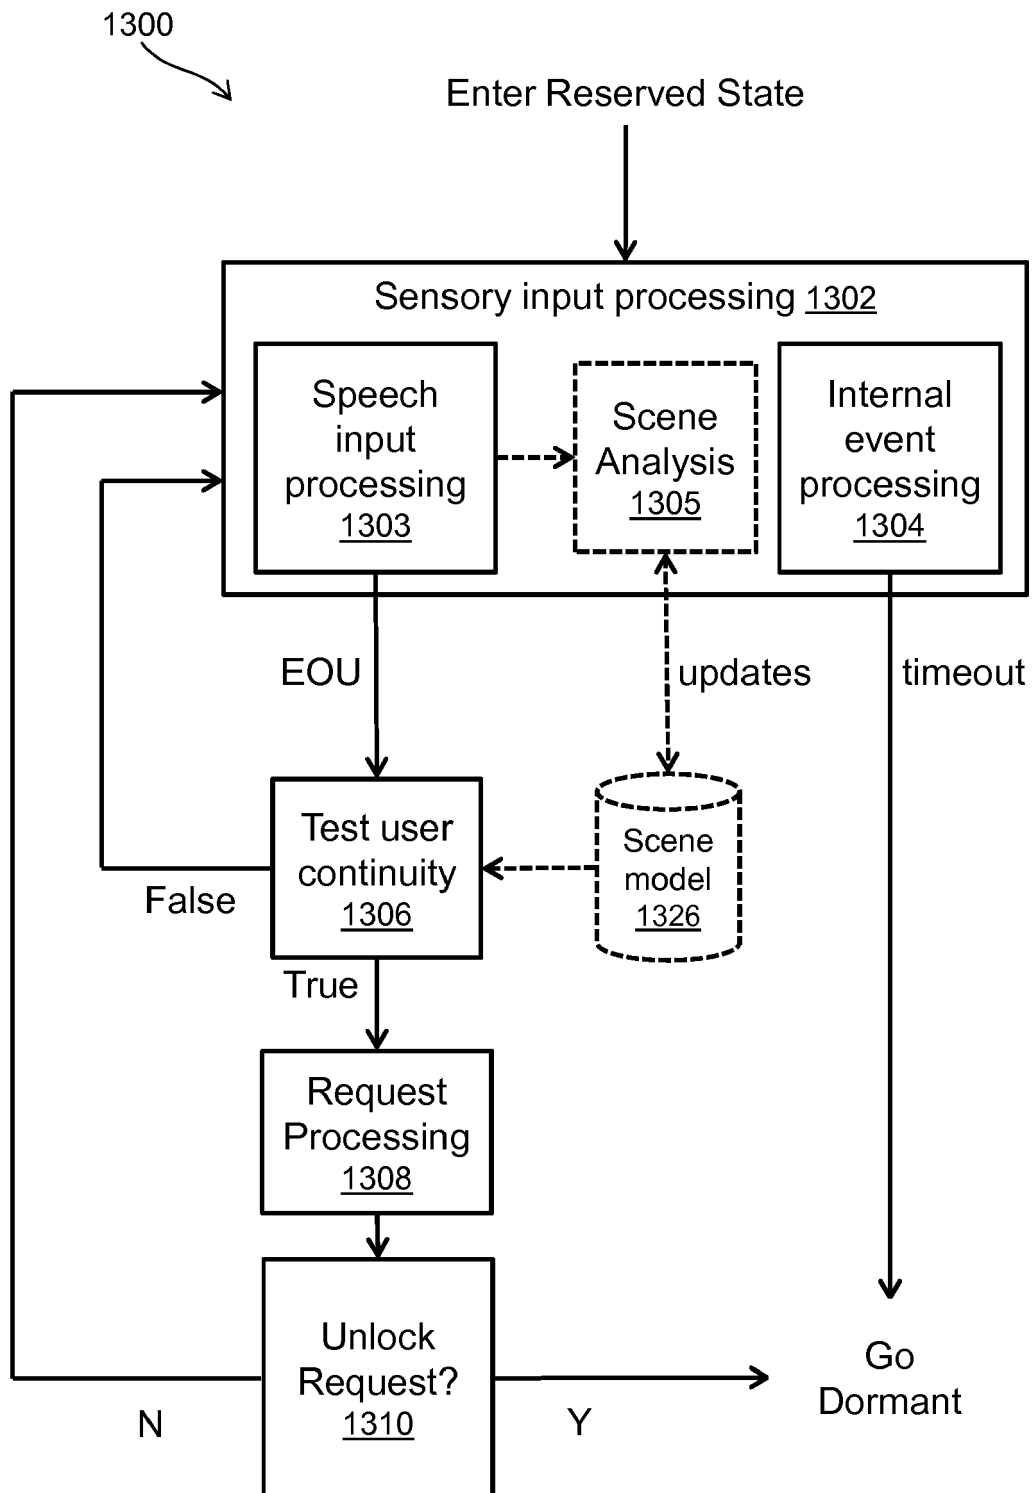 1300
Enter Reserved State
Sensory input processing 1302
Speech
input
processing
1303
Scene
Analysis
1305
Internal
event
processing
1304
EOU
updates
timeout
Test user
continuity
1306
Scene
model
1326
False
True
Request
Processing
1308
Unlock
Request?
1310
N
Y
Go
Dormant